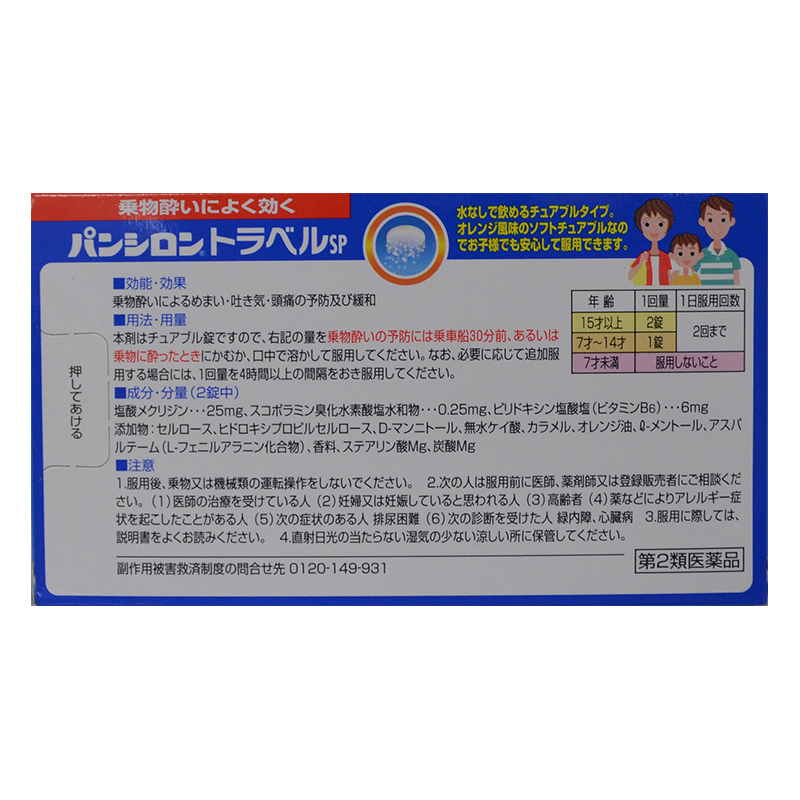 乗物酔いによく効く
パンシロン®トラベルSP
水なしで飲めるチュアブルタイプ。
オレンジ風味のソフトチュアブルなの
でお子様でも安心して服用できます。
■効能・効果
乗物酔いによるめまい・吐き気・頭痛の予防及び緩和
■用法・用量
本剤はチュアブル錠ですので、右記の量を乗物酔いの予防には乗車船30分前、あるいは
乗物に酔ったときにかむか、口中で溶かして服用してください。なお、必要に応じて追加服
用する場合には、1回量を4時間以上の間隔をおき服用してください。
年齢 1回量 1日服用回数
15才以上 2錠 2回まで
7才〜14才 1錠
7才未満 服用しないこと
押してあける
■成分・分量(2錠中)
塩酸メクリジン…25mg、スコポラミン臭化水素酸塩水和物…0.25mg、ピリドキシン塩酸塩(ビタミンB6)…6mg
添加物:セルロース、ヒドロキシプロピルセルロース、D-マンニトール、無水ケイ酸、カラメル、オレンジ油、ℓ-メントール、アスパ
ルテーム(L-フェニルアラニン化合物)、香料、ステアリン酸Mg、炭酸Mg
■注意
1.服用後、乗物又は機械類の運転操作をしないでください。 2.次の人は服用前に医師、薬剤師又は登録販売者にご相談くだ
さい。(1)医師の治療を受けている人(2)妊婦又は妊娠していると思われる人(3)高齢者(4)薬などによりアレルギー症
状を起こしたことがある人(5)次の症状のある人 排尿困難(6)次の診断を受けた人 緑内障、心臓病 3.服用に際しては、
説明書をよくお読みください。 4.直射日光の当たらない湿気の少ない涼しい所に保管してください。
副作用被害救済制度の問合せ先 0120-149-931
第2類医薬品